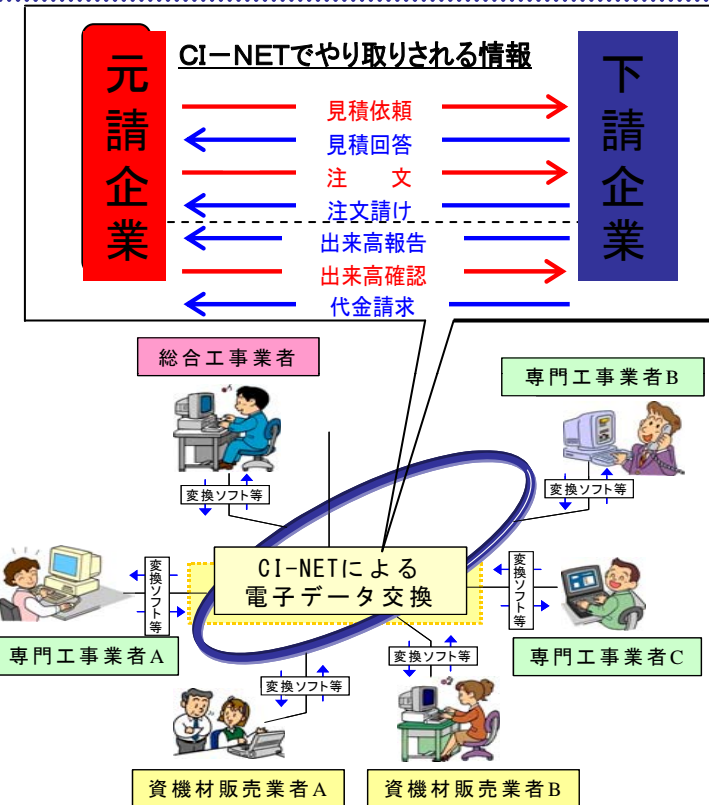 CI-NETでやり取りされる情報
元請企業
下請企業
見積依頼
見積回答
注　文
注文請け
出来高報告
出来高確認
代金請求
総合工事業者
専門工事業者B
変換ソフト等
変換ソフト等
変換ソフト等
CI-NETによる
電子データ交換
変換ソフト等
専門工事業者A
変換ソフト等
変換ソフト等
専門工事業者C
資機材販売業者A
資機材販売業者B